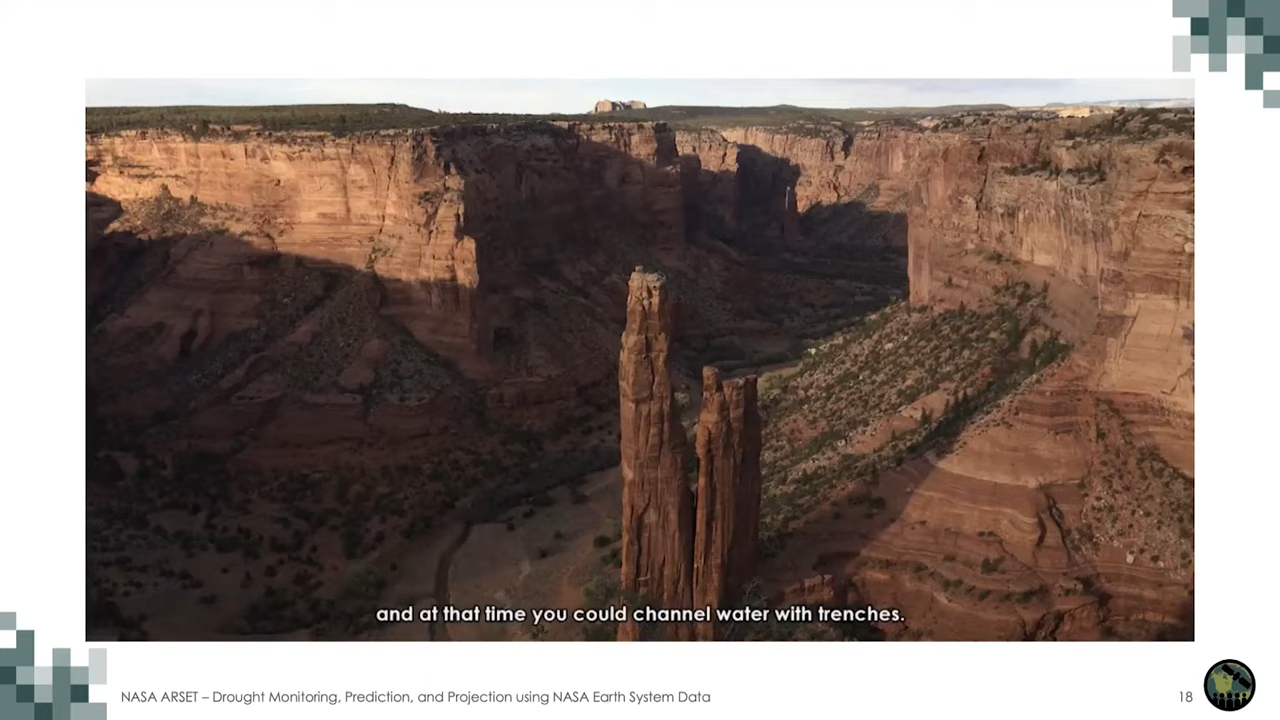 and at that time you could channel water with trenches.
NASA ARSET – Drought Monitoring, Prediction, and Projection using NASA Earth System Data
18